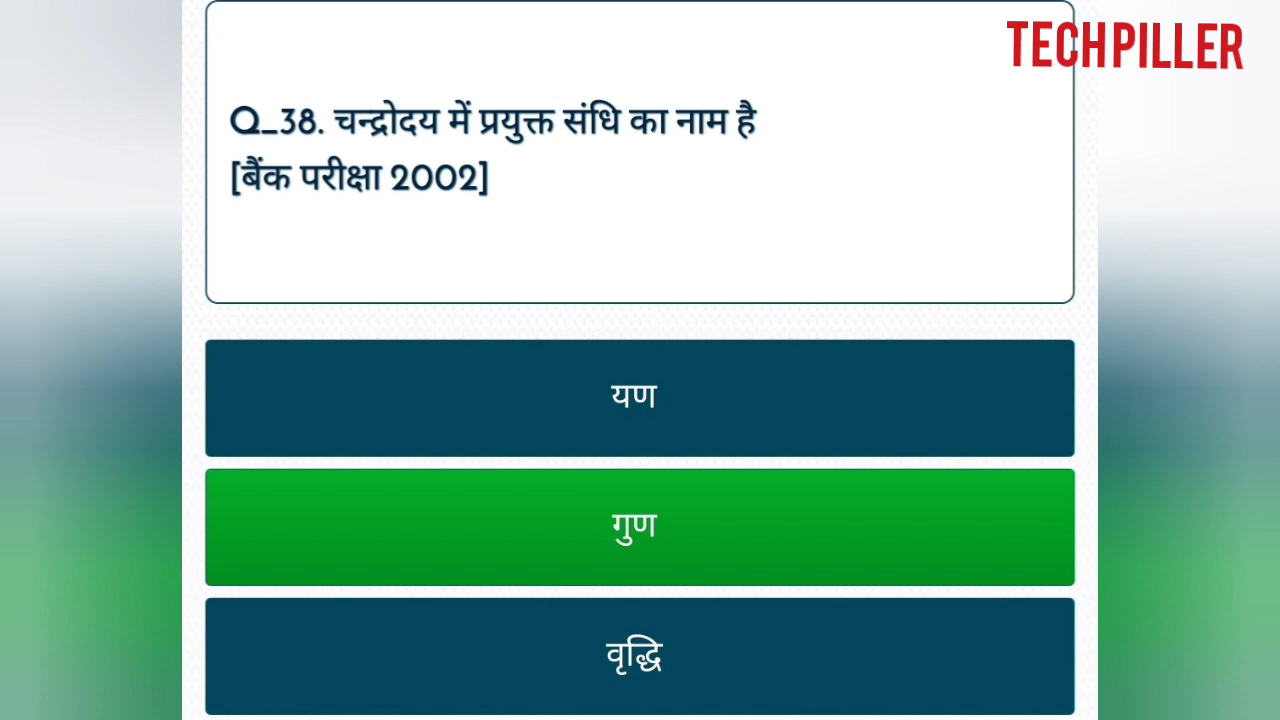 TECHPILLER
Q_38. चन्द्रोदय में प्रयुक्त संधि का नाम है
[बैंक परीक्षा 2002]
यण
गुण
वृद्धि